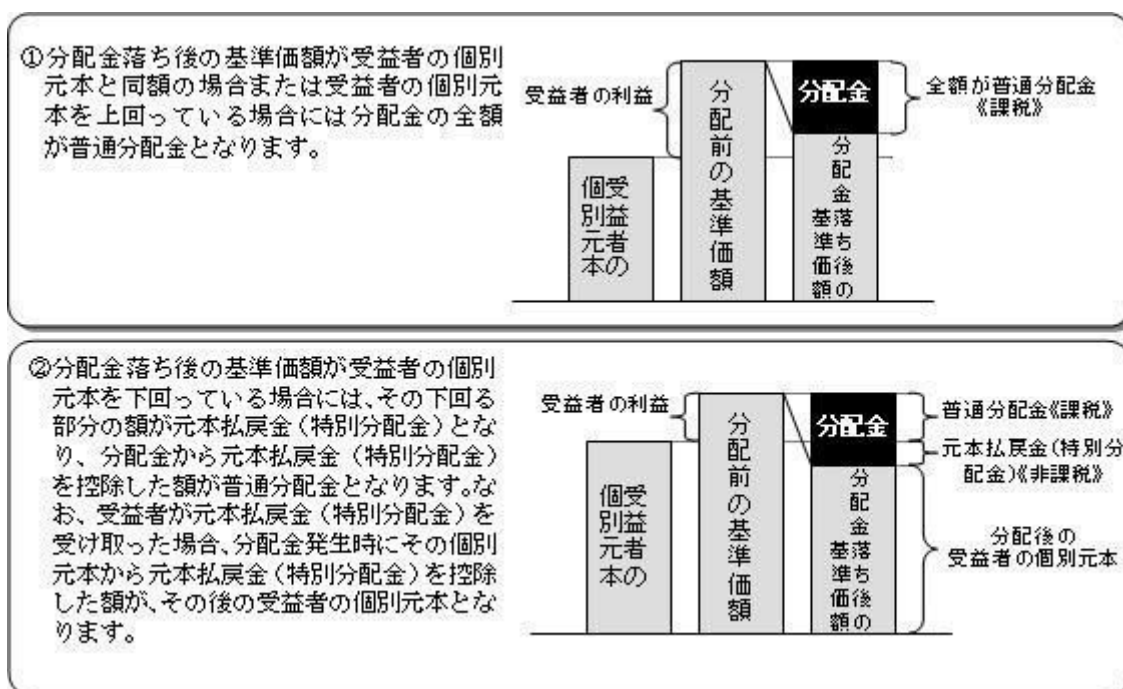 ①分配金落ち後の基準価額が受益者の個別
元本と同額の場合または受益者の個別元
本を上回っている場合には分配金の全額
が普通分配金となります。
受益者の利益
受益者の
個別元本
分配前の基準価額
分配金
分配金落ち後の
基準価額
全額が普通分配金
《課税》
②分配金落ち後の基準価額が受益者の個別
元本を下回っている場合には、その下回る
部分の額が元本払戻金（特別分配金）とな
り、分配金から元本払戻金（特別分配金）
を控除した額が普通分配金となります。な
お、受益者が元本払戻金（特別分配金）を
受け取った場合、分配金発生時にその個別
元本から元本払戻金（特別分配金）を控除
した額が、その後の受益者の個別元本とな
ります。
受益者の利益
受益者の
個別元本
分配前の基準価額
分配金
分配金落ち後の
基準価額
普通分配金《課税》
元本払戻金(特別分
配金)《非課税》
分配後の
受益者の個別元本